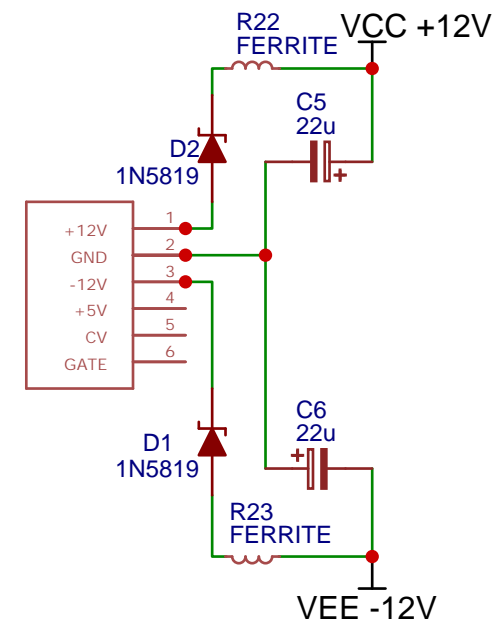 R22
FERRITE
VCC +12V
C5
22u
+
D2
1N5819
+12V 1
GND 2
-12V 3
+5V 4
CV 5
GATE 6
C6
22u
+
D1
1N5819
R23
FERRITE
VEE -12V